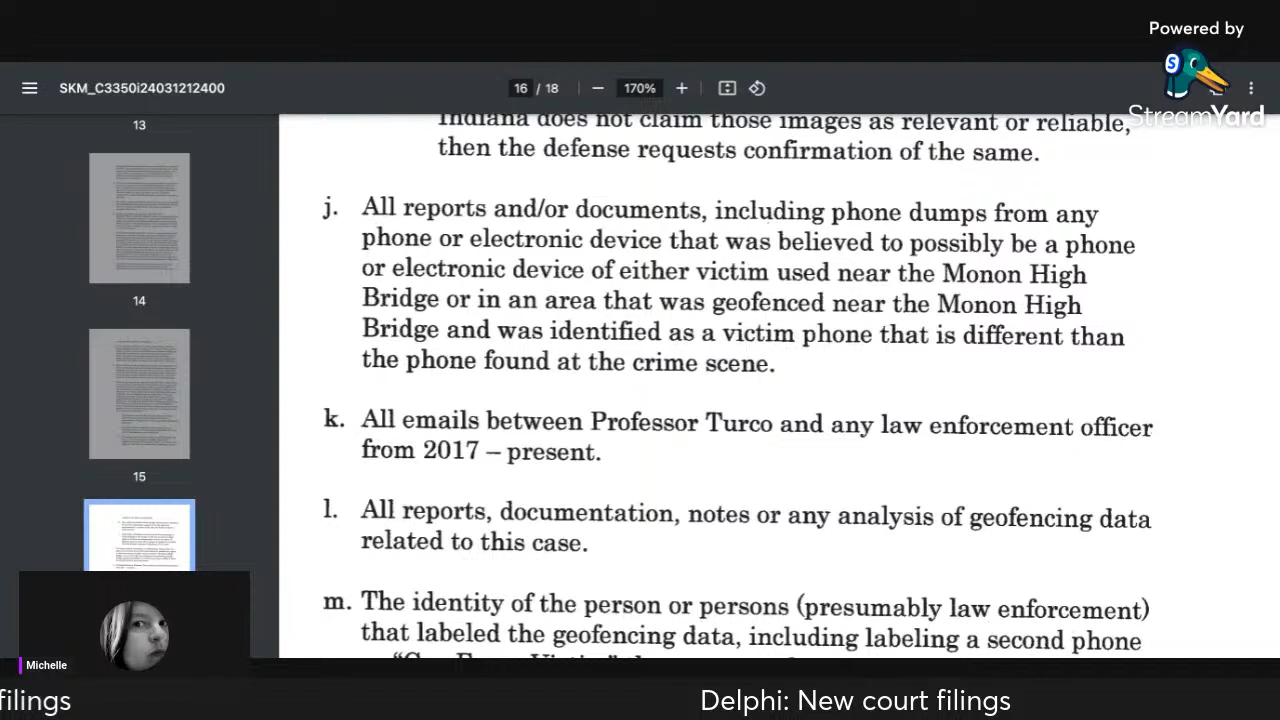 Powered by
StreamYard
SKM_C3350i24031212400
16 / 18
170%
13
14
15
Indiana does not claim those images as relevant or reliable,
then the defense requests confirmation of the same.
j. All reports and/or documents, including phone dumps from any
phone or electronic device that was believed to possibly be a phone
or electronic device of either victim used near the Monon High
Bridge or in an area that was geofenced near the Monon High
Bridge and was identified as a victim phone that is different than
the phone found at the crime scene.
k. All emails between Professor Turco and any law enforcement officer
from 2017 – present.
l. All reports, documentation, notes or any analysis of geofencing data
related to this case.
m. The identity of the person or persons (presumably law enforcement)
that labeled the geofencing data, including labeling a second phone
Michelle
filings
Delphi: New court filings